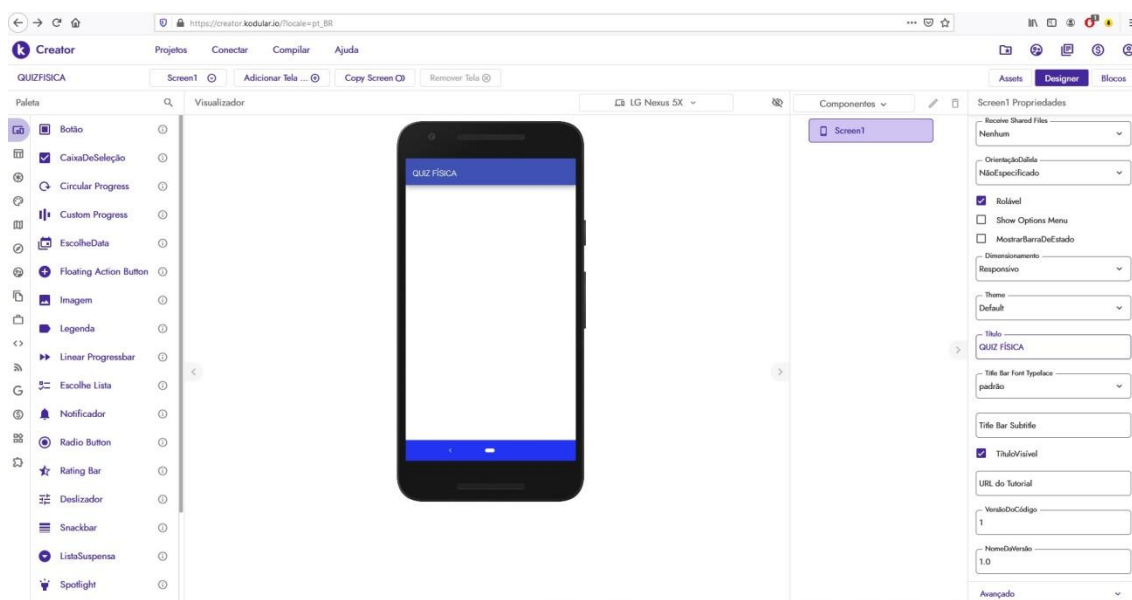 https://creator.kodular.io/?locale=pt_BR
Creator Projetos Conectar Compilar Ajuda
QUIZFISICA Screen1 Adicionar Tela ... Copy Screen Remover Tela Assets Designer Blocos
Paleta
Visualizador
LG Nexus 5X
Componentes
Screen1 Propriedades
Botão
CaixaDeSeleção
Circular Progress
Custom Progress
EscolheData
Floating Action Button
Imagem
Legenda
Linear Progressbar
Escolhe Lista
Notificador
Radio Button
Rating Bar
Deslizador
Snackbar
ListaSuspensa
Spotlight
QUIZ FÍSICA
Screen1
Receive Shared Files
Nenhum
OrientaçãoDaTela
NãoEspecificado
Rolável
Show Options Menu
MostrarBarraDeEstado
Dimensionamento
Responsivo
Theme
Default
Título
QUIZ FÍSICA
Title Bar Font Typeface
padrão
Title Bar Subtitle
TítuloVisível
URL do Tutorial
VersãoDoCódigo
1
NomeDaVersão
1.0
Avançado